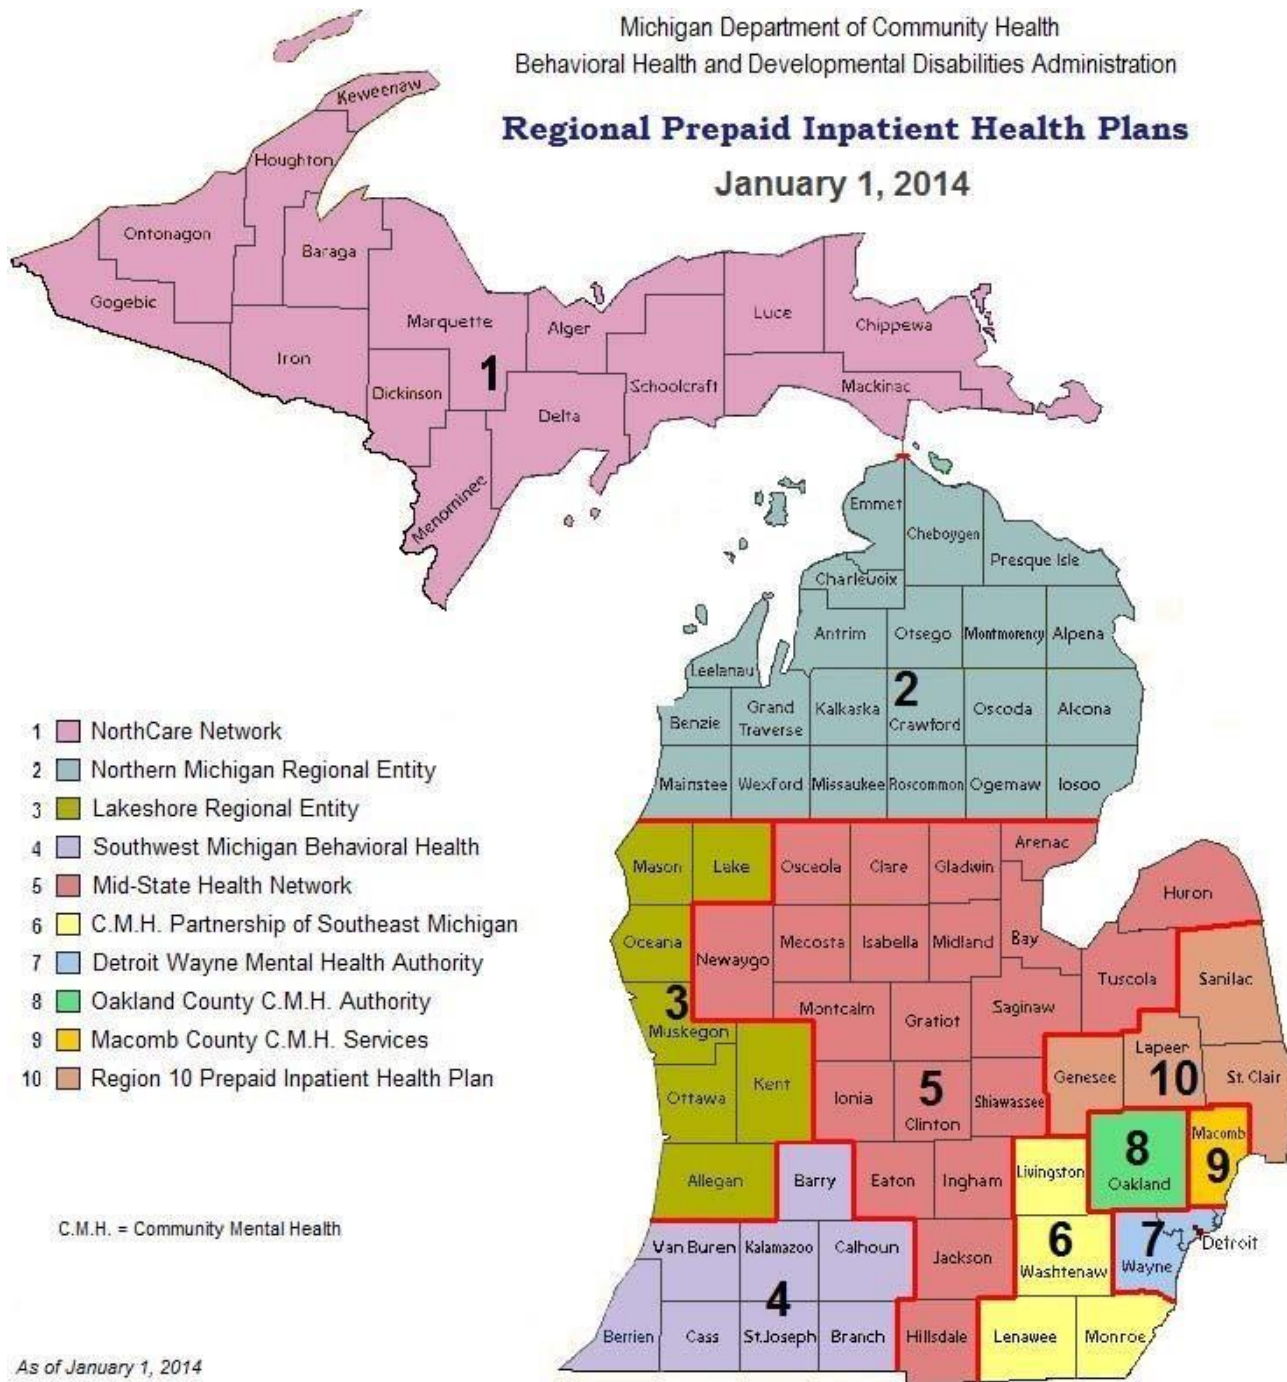 Michigan Department of Community Health
Behavioral Health and Developmental Disabilities Administration
Regional Prepaid Inpatient Health Plans
January 1, 2014
Keweenaw
Houghton
Ontonagon
Baraga
Gogebic
Marquette
Alger
Luce
Chippewa
Iron
1
Dickinson
Schoolcraft
Mackinac
Delta
Menominee
Emmet
Cheboygen
Presque Isle
Charlevoix
Antrim
Otsego
Montmorency
Alpena
Leelanau
2
Benzie
Grand
Traverse
Kalkaska
Crawford
Oscoda
Alcona
Mainstee
Wexford
Missaukee
Roscommon
Ogemaw
Iosoo
1 NorthCare Network
2 Northern Michigan Regional Entity
3 Lakeshore Regional Entity
4 Southwest Michigan Behavioral Health
5 Mid-State Health Network
6 C.M.H. Partnership of Southeast Michigan
7 Detroit Wayne Mental Health Authority
8 Oakland County C.M.H. Authority
9 Macomb County C.M.H. Services
10 Region 10 Prepaid Inpatient Health Plan
Mason
Lake
Osceola
Clare
Gladwin
Arenac
Huron
Oceana
Newaygo
Mecosta
Isabella
Midland
Bay
Tuscola
Sanilac
3
Muskegon
Montcalm
Gratiot
Saginaw
Lapeer
10
Ottawa
Kent
Ionia
5
Clinton
Shiawassee
Genesee
St. Clair
Allegan
Barry
Eaton
Ingham
Livingston
8
Oakland
Macomb
9
C.M.H. = Community Mental Health
Van Buren
Kalamazoo
Calhoun
Jackson
6
Washtenaw
7
Wayne
Detroit
4
Berrien
Cass
St.Joseph
Branch
Hillsdale
Lenawee
Monroe
As of January 1, 2014